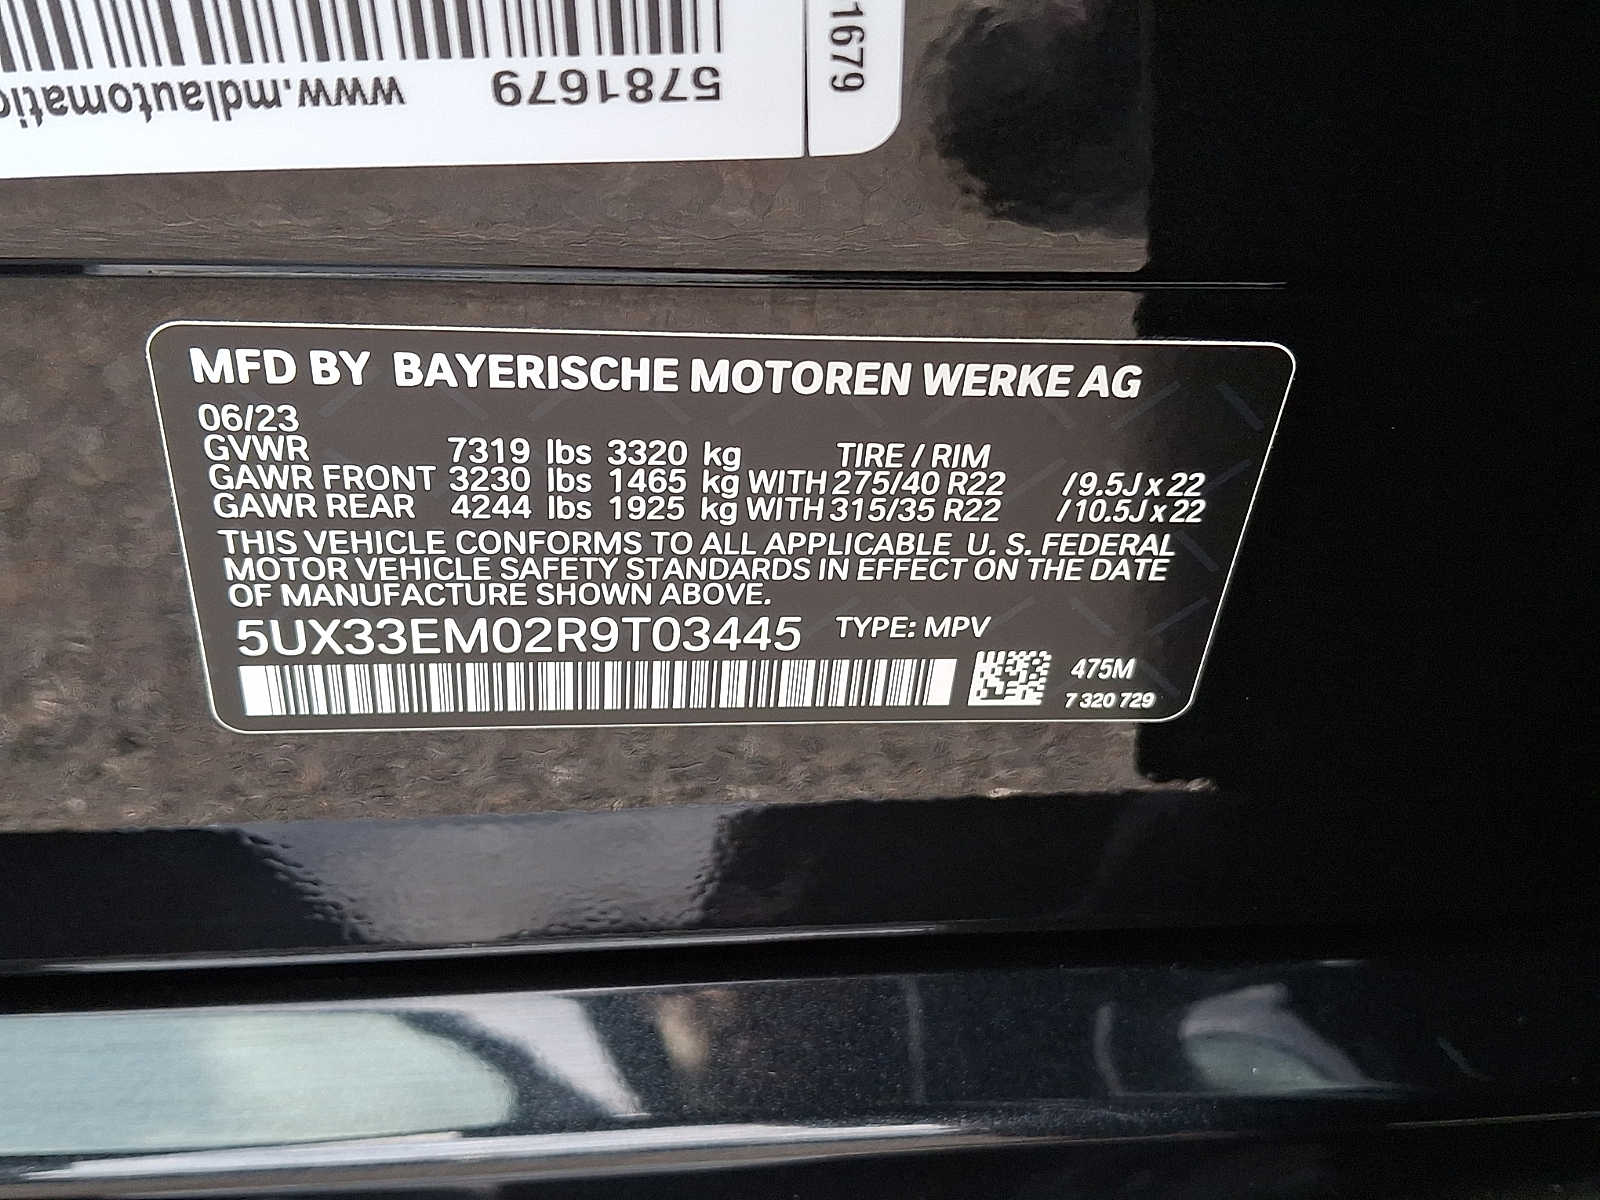 1679
5781679
www.mdlautomatic
MFD BY BAYERISCHE MOTOREN WERKE AG
06/23
GVWR 7319 lbs 3320 kg TIRE / RIM
GAWR FRONT 3230 lbs 1465 kg WITH 275/40 R22 /9.5J x 22
GAWR REAR 4244 lbs 1925 kg WITH 315/35 R22 /10.5J x 22
THIS VEHICLE CONFORMS TO ALL APPLICABLE U. S. FEDERAL
MOTOR VEHICLE SAFETY STANDARDS IN EFFECT ON THE DATE
OF MANUFACTURE SHOWN ABOVE.
5UX33EM02R9T03445 TYPE: MPV
475M
7 320 729